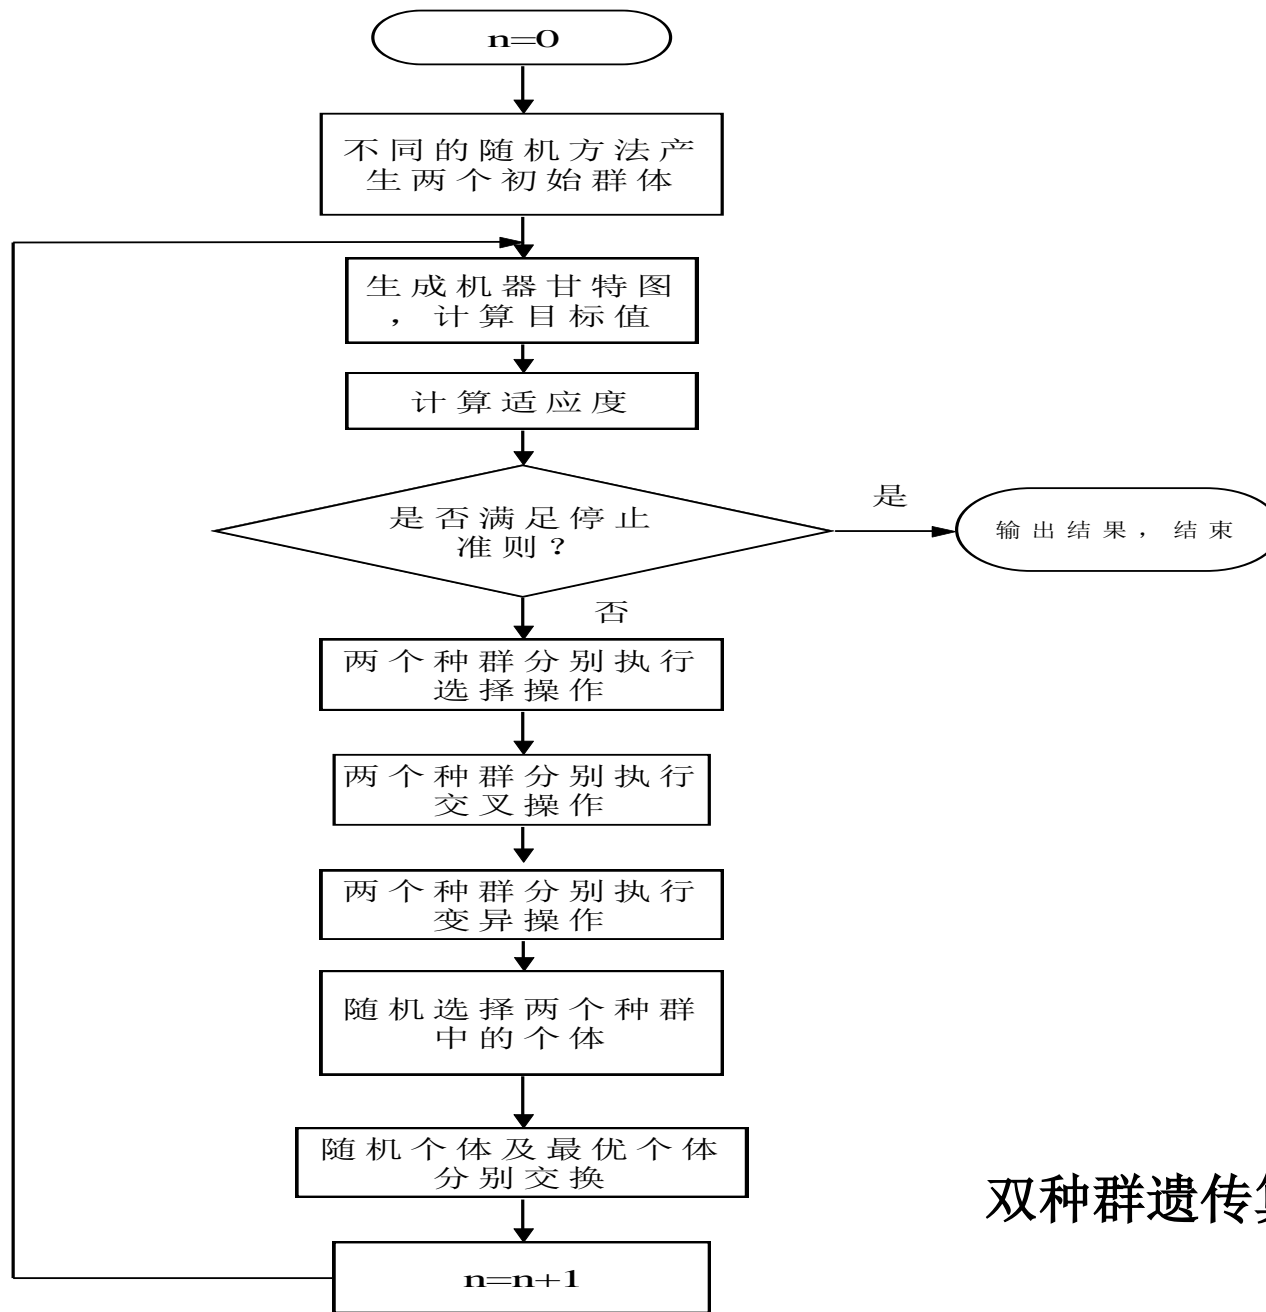 n=0
不同的随机方法产
生两个初始群体
生成机器甘特图
，计算目标值
计算适应度
是否满足停止
准则？
是
输出结果，结束
否
两个种群分别执行
选择操作
两个种群分别执行
交叉操作
两个种群分别执行
变异操作
随机选择两个种群
中的个体
随机个体及最优个体
分别交换
双种群遗传算
n=n+1